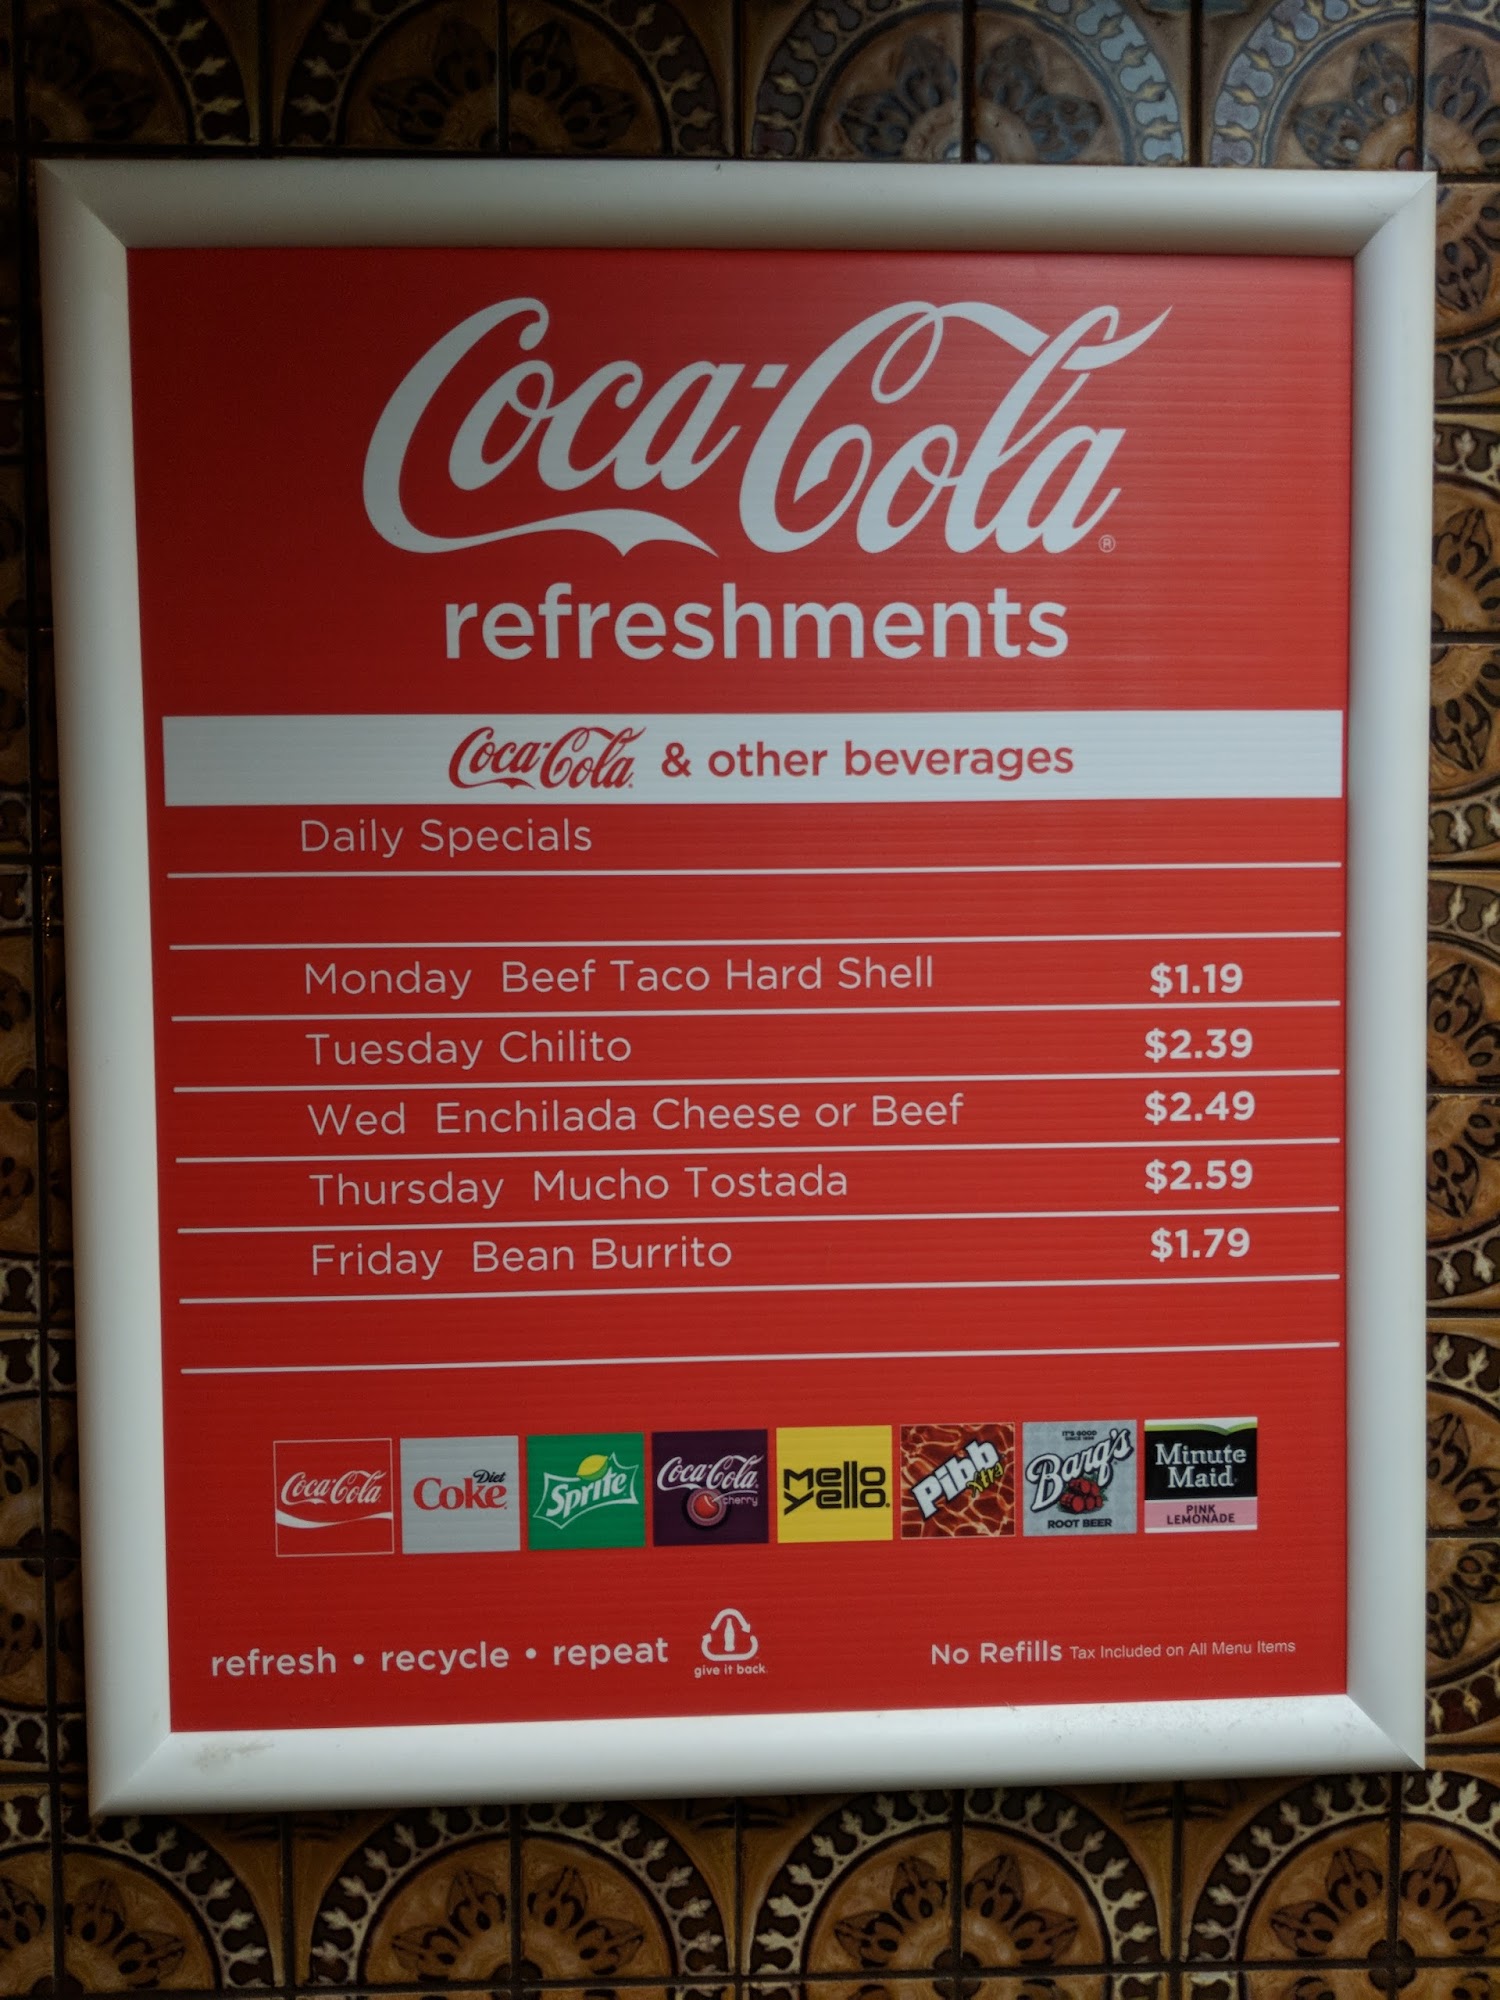 Coca-Cola®
refreshments
Coca-Cola & other beverages
Daily Specials
Monday Beef Taco Hard Shell $1.19
Tuesday Chilito $2.39
Wed Enchilada Cheese or Beef $2.49
Thursday Mucho Tostada $2.59
Friday Bean Burrito $1.79
Coca-Cola
Diet
Coke
Sprite
Coca-Cola
cherry
mello
yello
Pibb
Xtra
IT'S GOOD
SINCE 1898
Barq's
ROOT BEER
Minute
Maid
PINK
LEMONADE
refresh • recycle • repeat
give it back
No Refills Tax Included on All Menu Items